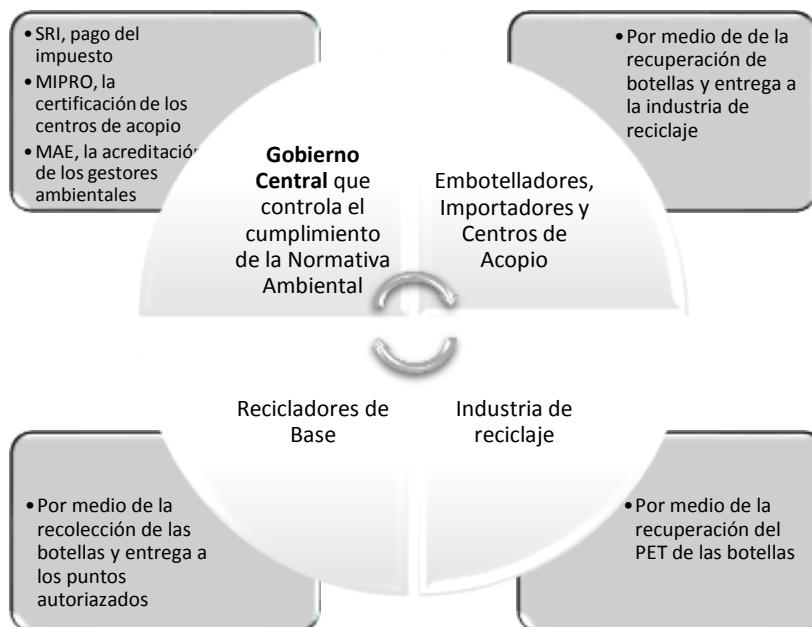 • SRI, pago del
impuesto
• MIPRO, la
certificación de los
centros de acopio
• MAE, la acreditación
de los gestores
ambientales
• Por medio de de la
recuperación de
botellas y entrega a
la industria de
reciclaje
Gobierno
Central que
controla el
cumplimiento
de la Normativa
Ambiental
Embotelladores,
Importadores y
Centros de
Acopio
Recicladores de
Base
Industria de
reciclaje
• Por medio de la
recolección de las
botellas y entrega a
los puntos
autoriazados
• Por medio de la
recuperación del
PET de las botellas